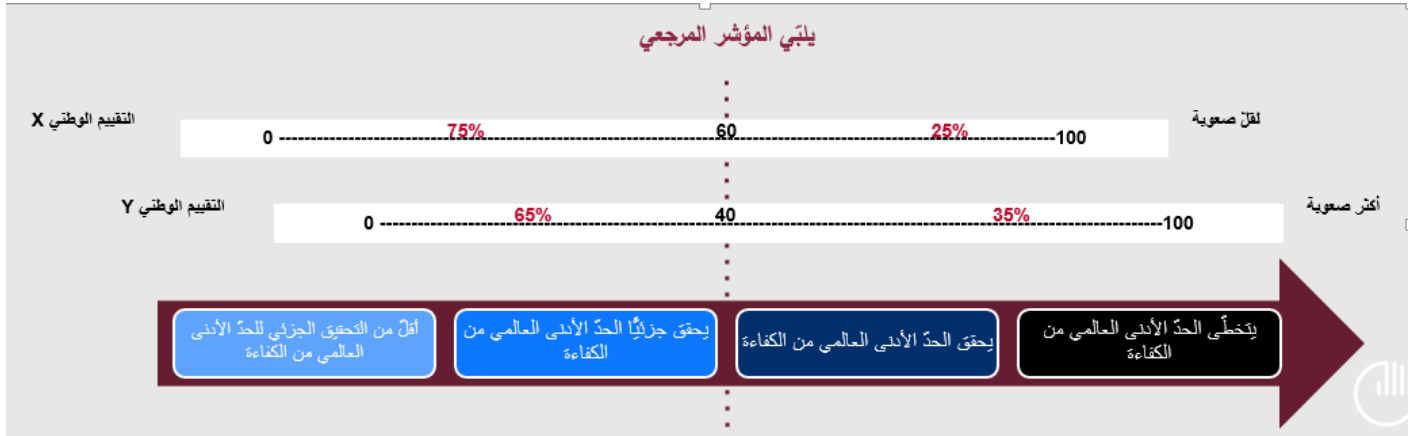 يلبّي المؤشر المرجعي
التقييم الوطني X
0 ---------------------- 75% ---------------------- 60 ---------------------- 25% ---------------------- 100
لقلّ صعوبة
التقييم الوطني Y
0 ---------------------- 65% ---------------------- 40 ---------------------- 35% ---------------------- 100
أكثر صعوبة
أقلّ من التحقيق الجزئي للحدّ الأدنى
العالمي من الكفاءة
يحقق جزئيًّا الحدّ الأدنى العالمي من
الكفاءة
يحقق الحدّ الأدنى العالمي من الكفاءة
يتخطّى الحدّ الأدنى العالمي من
الكفاءة